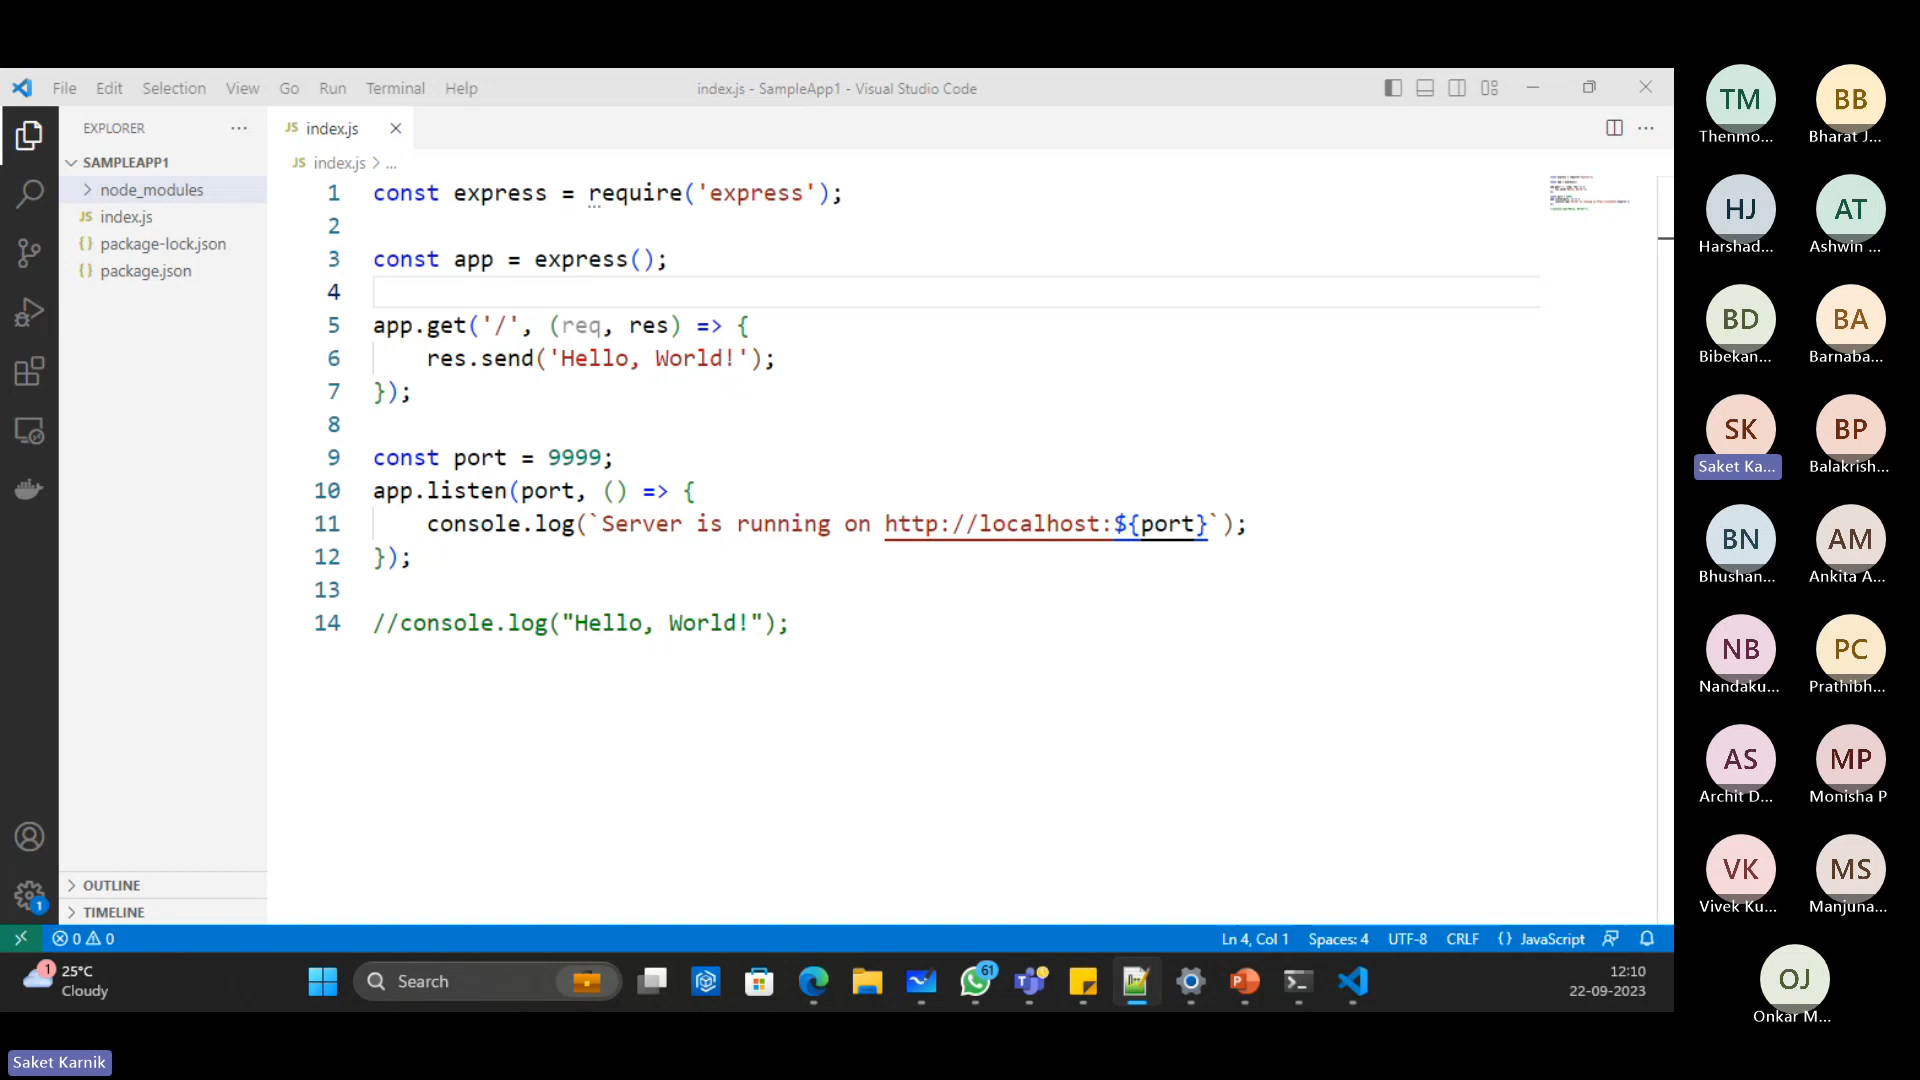 File Edit Selection View Go Run Terminal Help
index.js - SampleApp1 - Visual Studio Code
EXPLORER
SAMPLEAPP1
node_modules
JS index.js
{} package-lock.json
{} package.json
OUTLINE
TIMELINE
JS index.js
JS index.js > ...
1 const express = require('express');
2
3 const app = express();
4
5 app.get('/', (req, res) => {
6 res.send('Hello, World!');
7 });
8
9 const port = 9999;
10 app.listen(port, () => {
11 console.log(`Server is running on http://localhost:${port}`);
12 });
13
14 //console.log("Hello, World!");
1
0 0
Ln 4, Col 1 Spaces: 4 UTF-8 CRLF {} JavaScript
1
25°C
Cloudy
Search
61
12:10
22-09-2023
TM BB
Thenmo... Bharat J...
HJ AT
Harshad... Ashwin ...
BD BA
Bibekan... Barnaba...
SK BP
Saket Ka... Balakrish...
BN AM
Bhushan... Ankita A...
NB PC
Nandaku... Prathibh...
AS MP
Archit D... Monisha P
VK MS
Vivek Ku... Manjuna...
OJ
Onkar M...
Saket Karnik